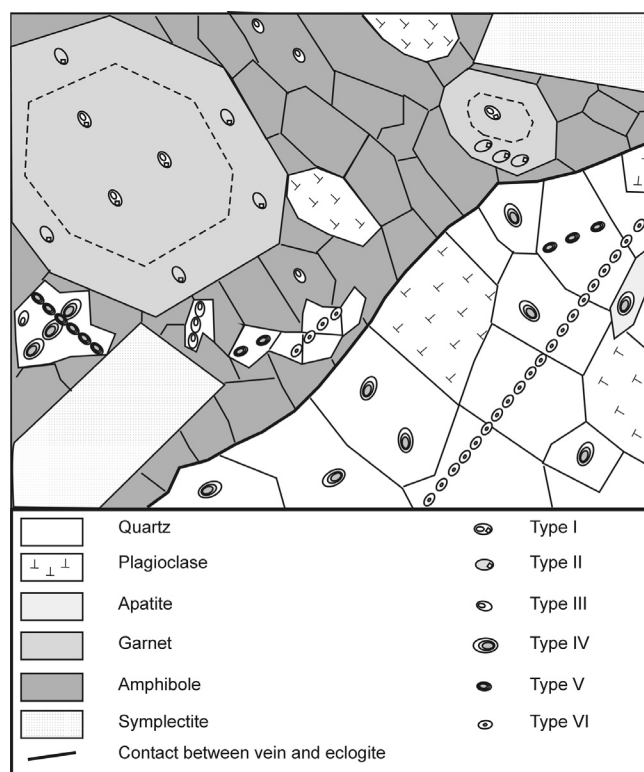 Quartz Type I
Plagioclase Type II
Apatite Type III
Garnet Type IV
Amphibole Type V
Symplectite Type VI
Contact between vein and eclogite